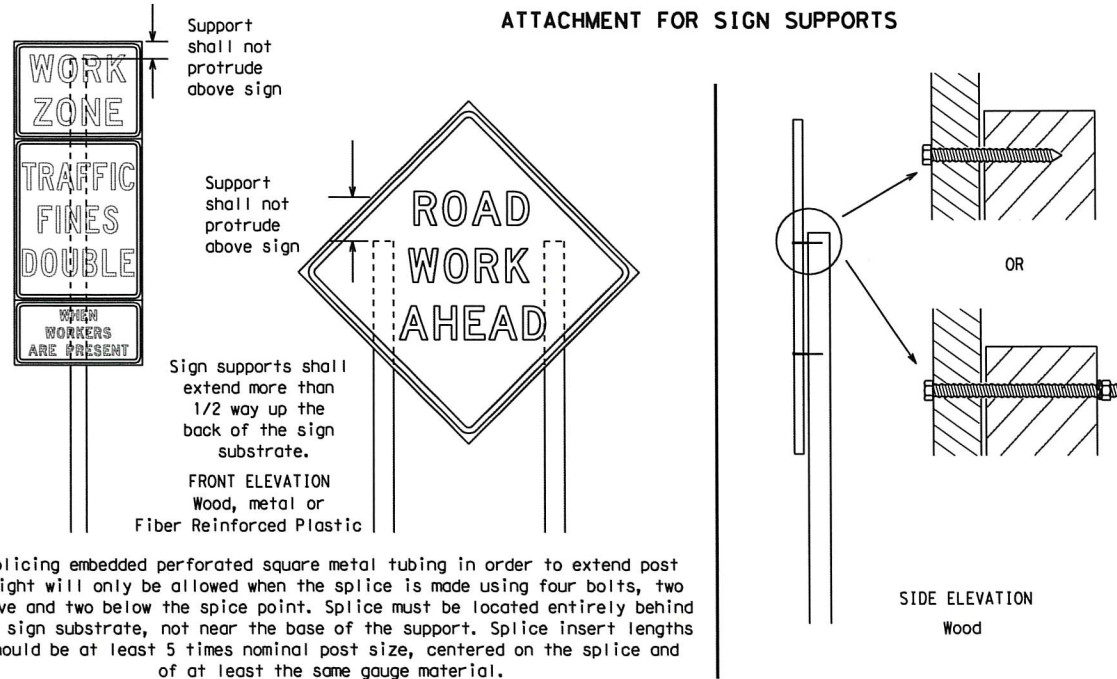 ATTACHMENT FOR SIGN SUPPORTS
Support
shall not
protrude
above sign
WORK
ZONE
TRAFFIC
FINES
DOUBLE
WHEN
WORKERS
ARE PRESENT
Support
shall not
protrude
above sign
ROAD
WORK
AHEAD
Sign supports shall
extend more than
1/2 way up the
back of the sign
substrate.
FRONT ELEVATION
Wood, metal or
Fiber Reinforced Plastic
OR
SIDE ELEVATION
Wood
plicing embedded perforated square metal tubing in order to extend post
ight will only be allowed when the splice is made using four bolts, two
ve and two below the spice point. Splice must be located entirely behind
sign substrate, not near the base of the support. Splice insert lengths
hould be at least 5 times nominal post size, centered on the splice and
of at least the same gauge material.